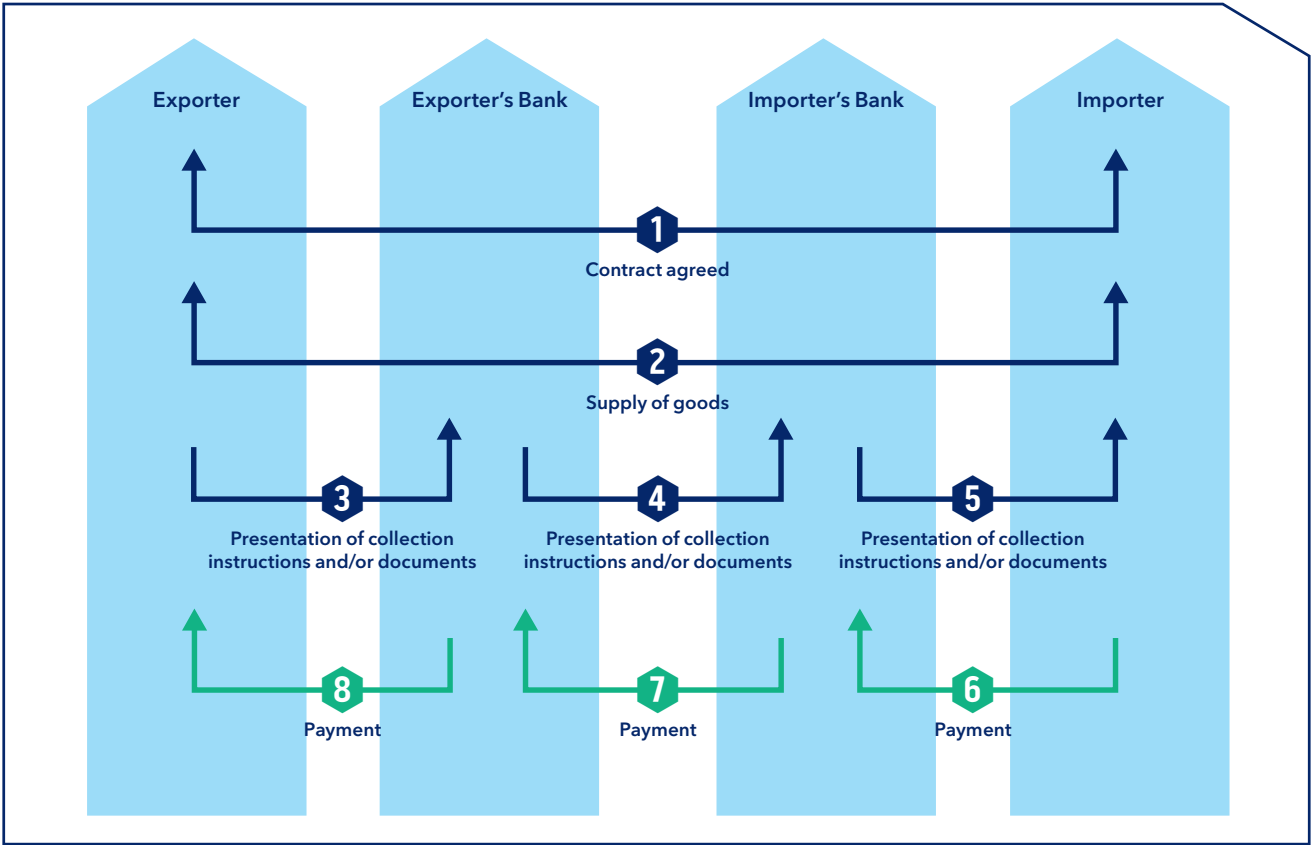 Exporter
Exporter’s Bank
Importer’s Bank
Importer
1
Contract agreed
2
Supply of goods
3
Presentation of collection
instructions and/or documents
4
Presentation of collection
instructions and/or documents
5
Presentation of collection
instructions and/or documents
8
Payment
7
Payment
6
Payment